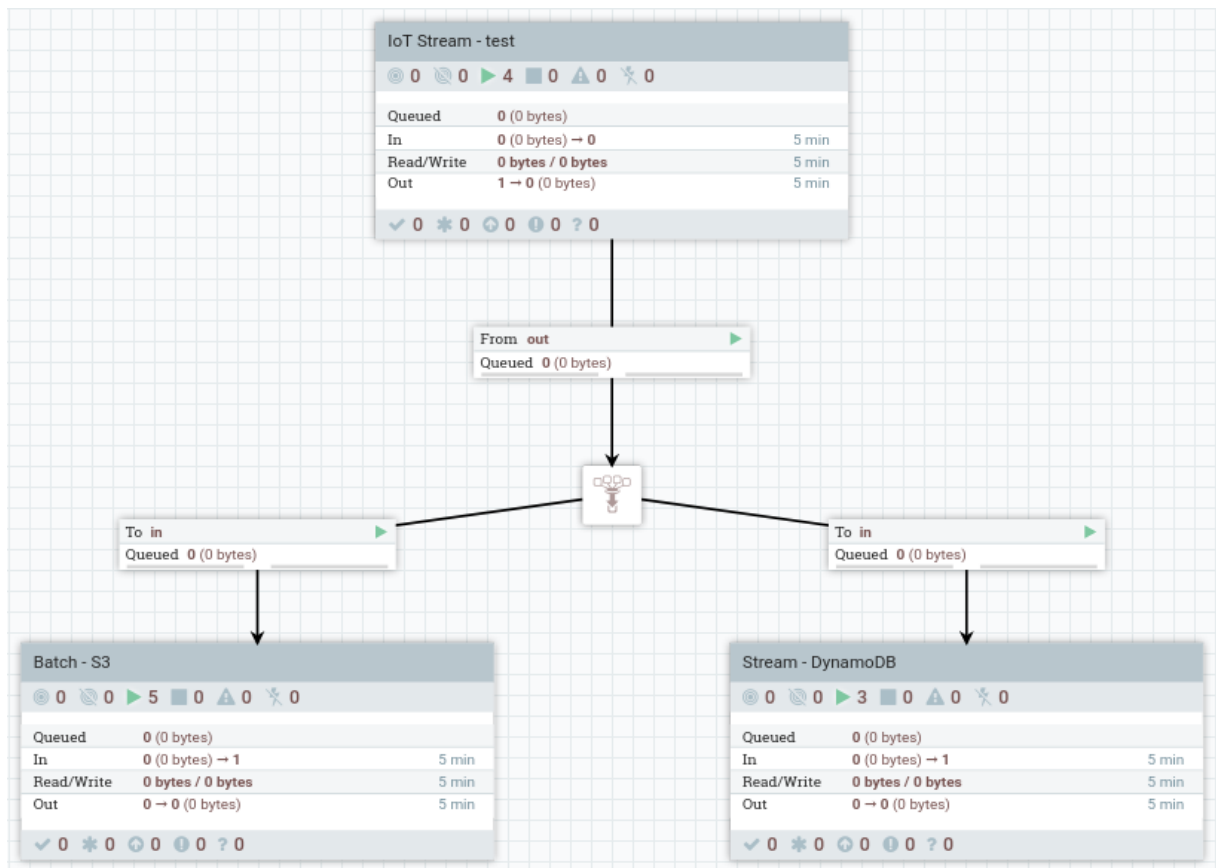 IoT Stream - test
0 0 4 0 0 0
Queued 0 (0 bytes)
In 0 (0 bytes) → 0 5 min
Read/Write 0 bytes / 0 bytes 5 min
Out 1 → 0 (0 bytes) 5 min
0 0 0 0 ? 0
From out
Queued 0 (0 bytes)
To in
Queued 0 (0 bytes)
To in
Queued 0 (0 bytes)
Batch - S3
0 0 5 0 0 0
Queued 0 (0 bytes)
In 0 (0 bytes) → 1 5 min
Read/Write 0 bytes / 0 bytes 5 min
Out 0 → 0 (0 bytes) 5 min
0 0 0 0 ? 0
Stream - DynamoDB
0 0 3 0 0 0
Queued 0 (0 bytes)
In 0 (0 bytes) → 1 5 min
Read/Write 0 bytes / 0 bytes 5 min
Out 0 → 0 (0 bytes) 5 min
0 0 0 0 ? 0